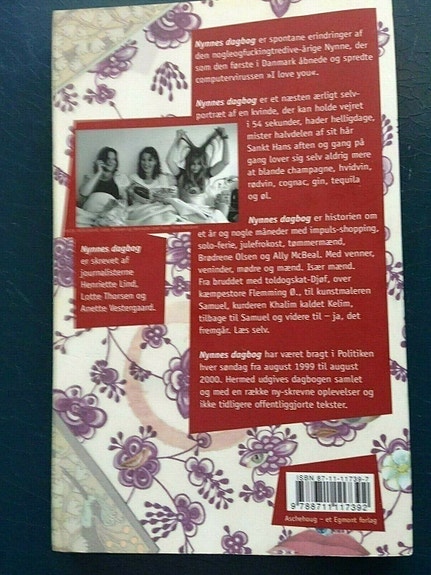 Nynnes dagbog er spontane erindringer af
den nogleogfuckingtredive-årige Nynne, der
som den første i Danmark åbnede og spredte
computervirussen »I love you«.
Nynnes dagbog er et næsten ærligt selv-
portræt af en kvinde, der kan holde vejret
i 54 sekunder, hader helligdage,
mister halvdelen af sit hår
Sankt Hans aften og gang på
gang lover sig selv aldrig mere
at blande champagne, hvidvin,
rødvin, cognac, gin, tequila
og øl.
Nynnes dagbog er historien om
et år og nogle måneder med impuls-shopping,
solo-ferie, julefrokost, tømmermænd,
Brødrene Olsen og Ally McBeal. Med venner,
veninder, mødre og mænd. Især mænd.
Fra bruddet med toldogskat-Djøf, over
kæmpestore Flemming Ø., til kunstmaleren
Samuel, kurderen Khalim kaldet Kelim,
tilbage til Samuel og videre til – ja, det
fremgår. Læs selv.
Nynnes dagbog har været bragt i Politiken
hver søndag fra august 1999 til august
2000. Hermed udgives dagbogen samlet
og med en række ny-skrevne oplevelser og
ikke tidligere offentliggjorte tekster.
Nynnes dagbog
er skrevet af
journalisterne
Henriette Lind,
Lotte Thorsen og
Anette Vestergaard.
ISBN 87-11-11739-7
9 788711 117392
Aschehoug – et Egmont forlag